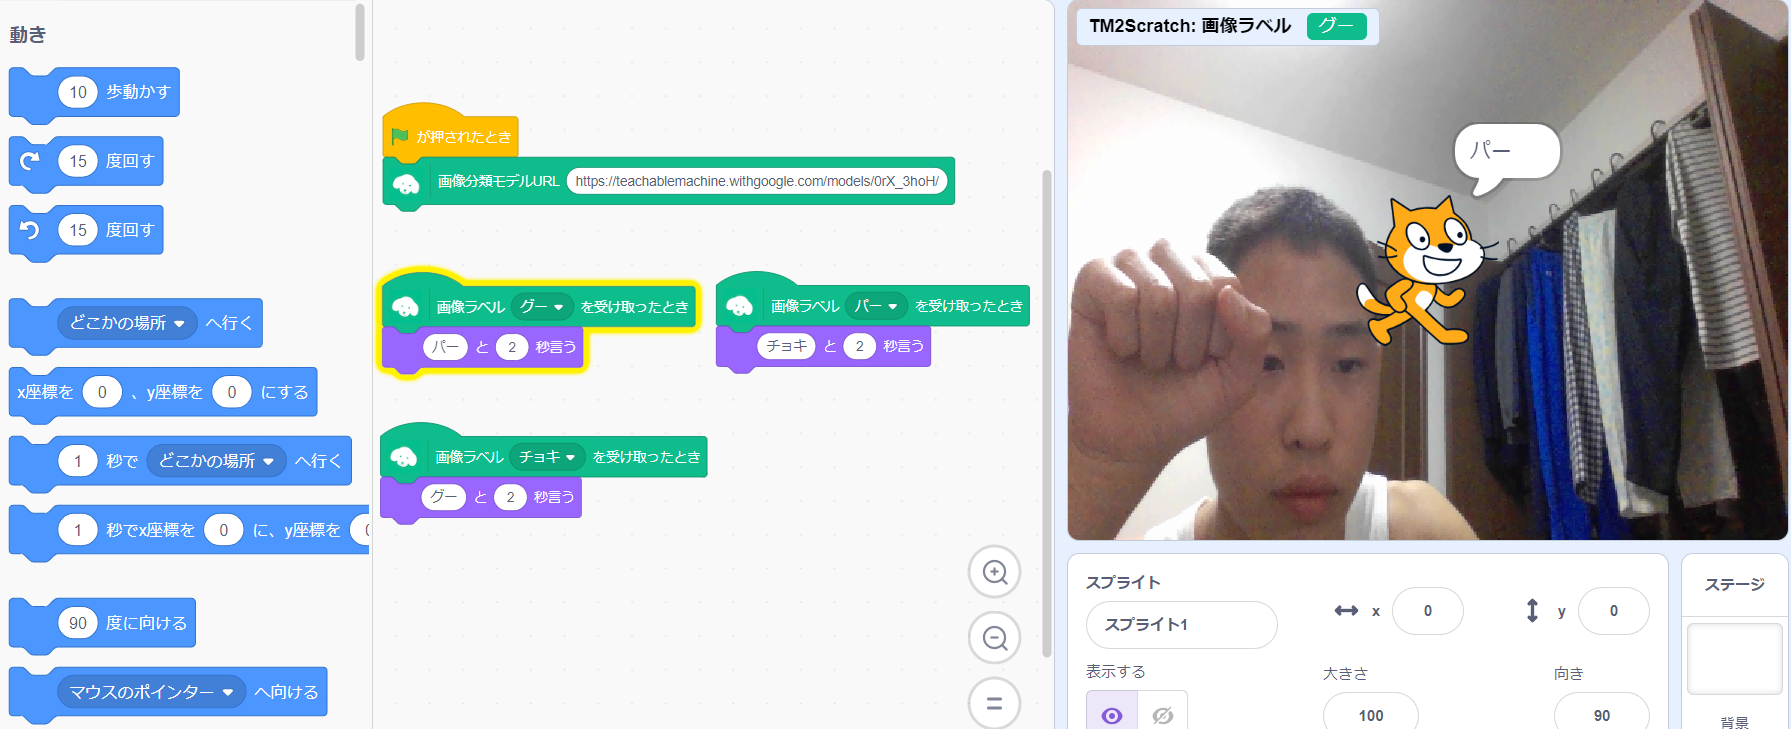 動き
10 歩動かす
15 度回す
15 度回す
どこかの場所 へ行く
x座標を 0 、y座標を 0 にする
1 秒で どこかの場所 へ行く
1 秒でx座標を 0 に、y座標を
90 度に向ける
マウスのポインター へ向ける
が押されたとき
画像分類モデルURL https://teachablemachine.withgoogle.com/models/0rX_3hoH/
画像ラベル グー を受け取ったとき
パー と 2 秒言う
画像ラベル パー を受け取ったとき
チョキ と 2 秒言う
画像ラベル チョキ を受け取ったとき
グー と 2 秒言う
TM2Scratch: 画像ラベル グー
パー
スプライト
スプライト1
x 0
y 0
表示する
大きさ
100
向き
90
ステージ
背景